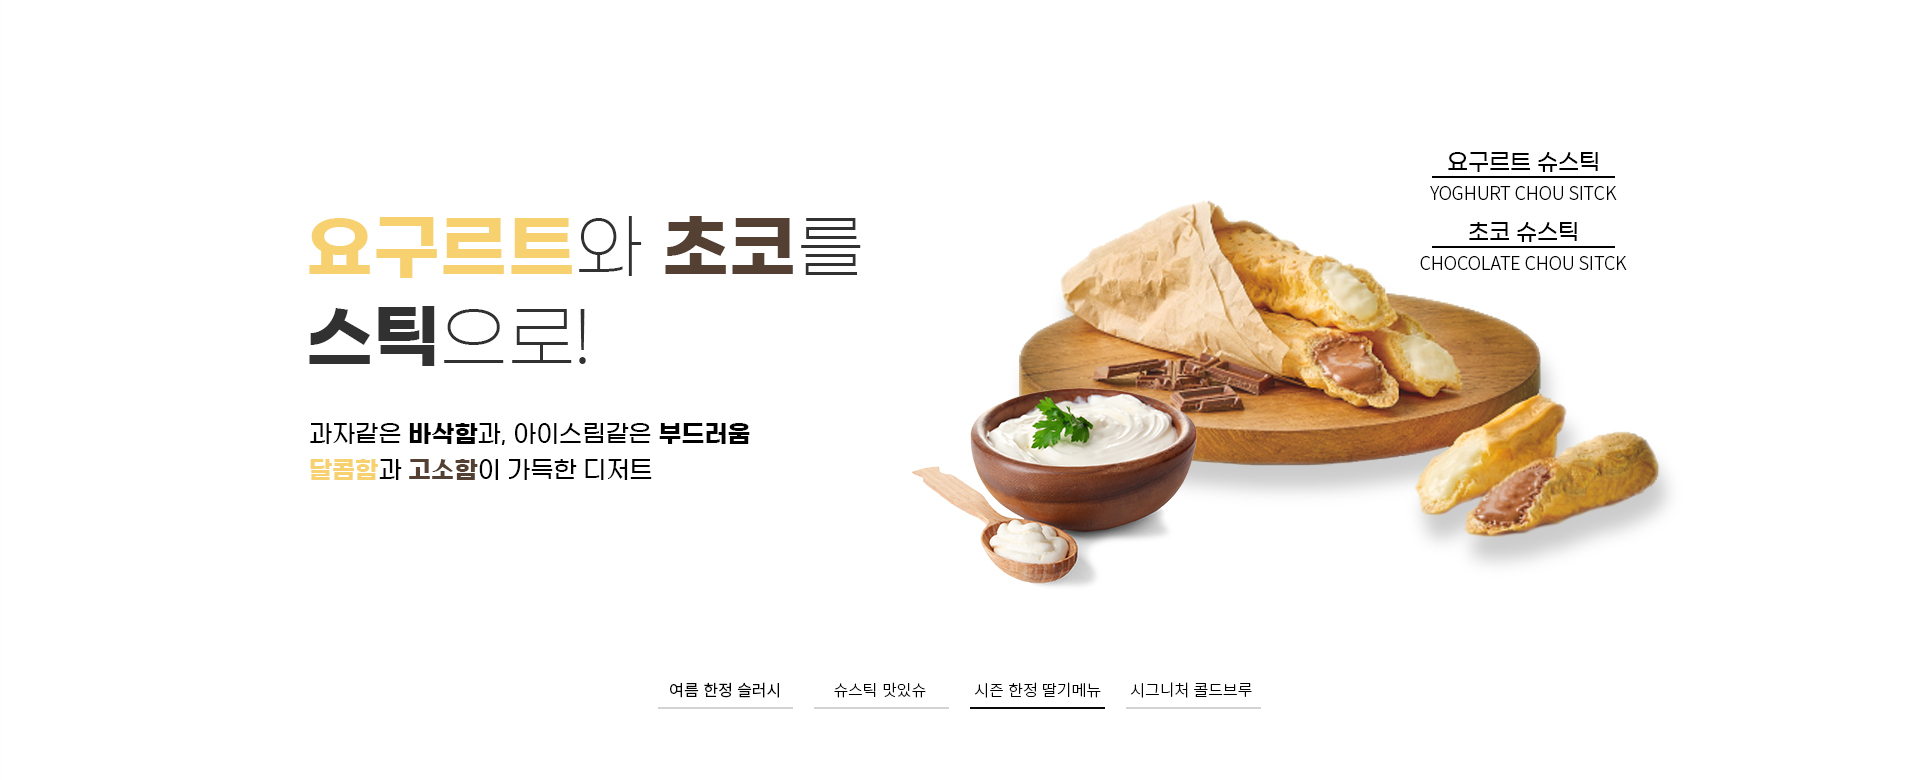 요구르트와 초코를
스틱으로!
과자같은 바삭함과, 아이스림같은 부드러움
달콤함과 고소함이 가득한 디저트
요구르트 슈스틱
YOGHURT CHOU SITCK
초코 슈스틱
CHOCOLATE CHOU SITCK
여름 한정 슬러시
슈스틱 맛있슈
시즌 한정 딸기메뉴
시그니처 콜드브루